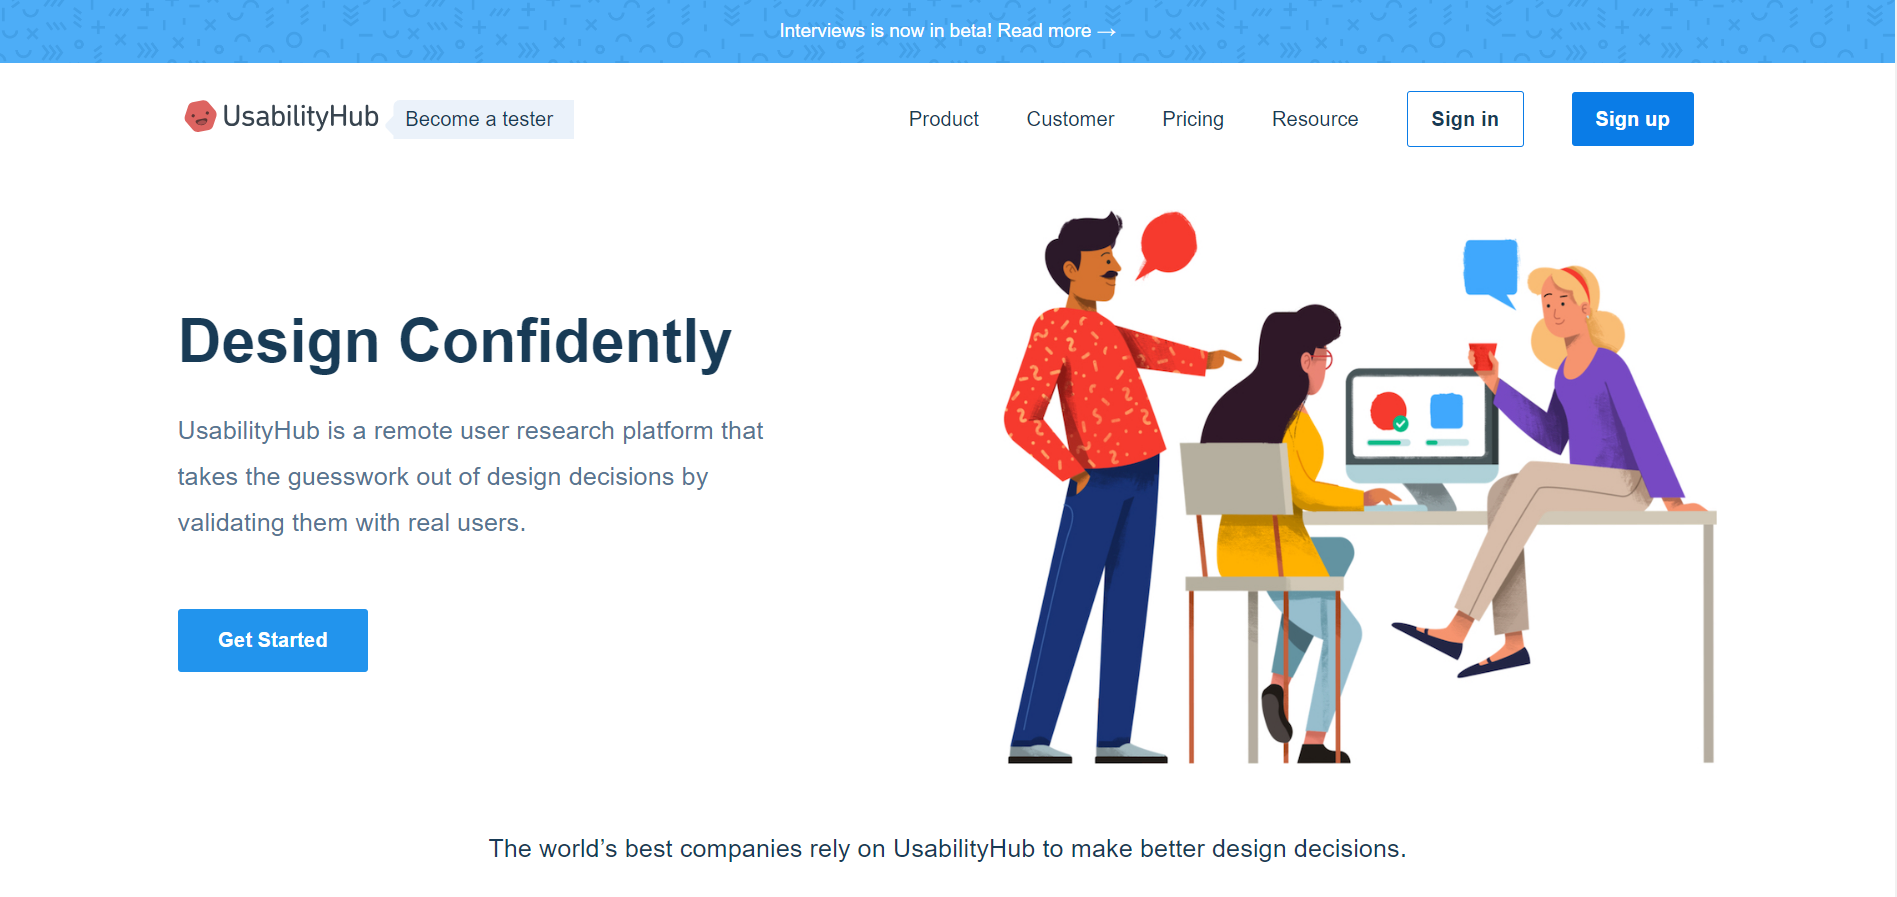 Interviews is now in beta! Read more →
UsabilityHub
Become a tester
Product
Customer
Pricing
Resource
Sign in
Sign up
Design Confidently
UsabilityHub is a remote user research platform that
takes the guesswork out of design decisions by
validating them with real users.
Get Started
The world’s best companies rely on UsabilityHub to make better design decisions.